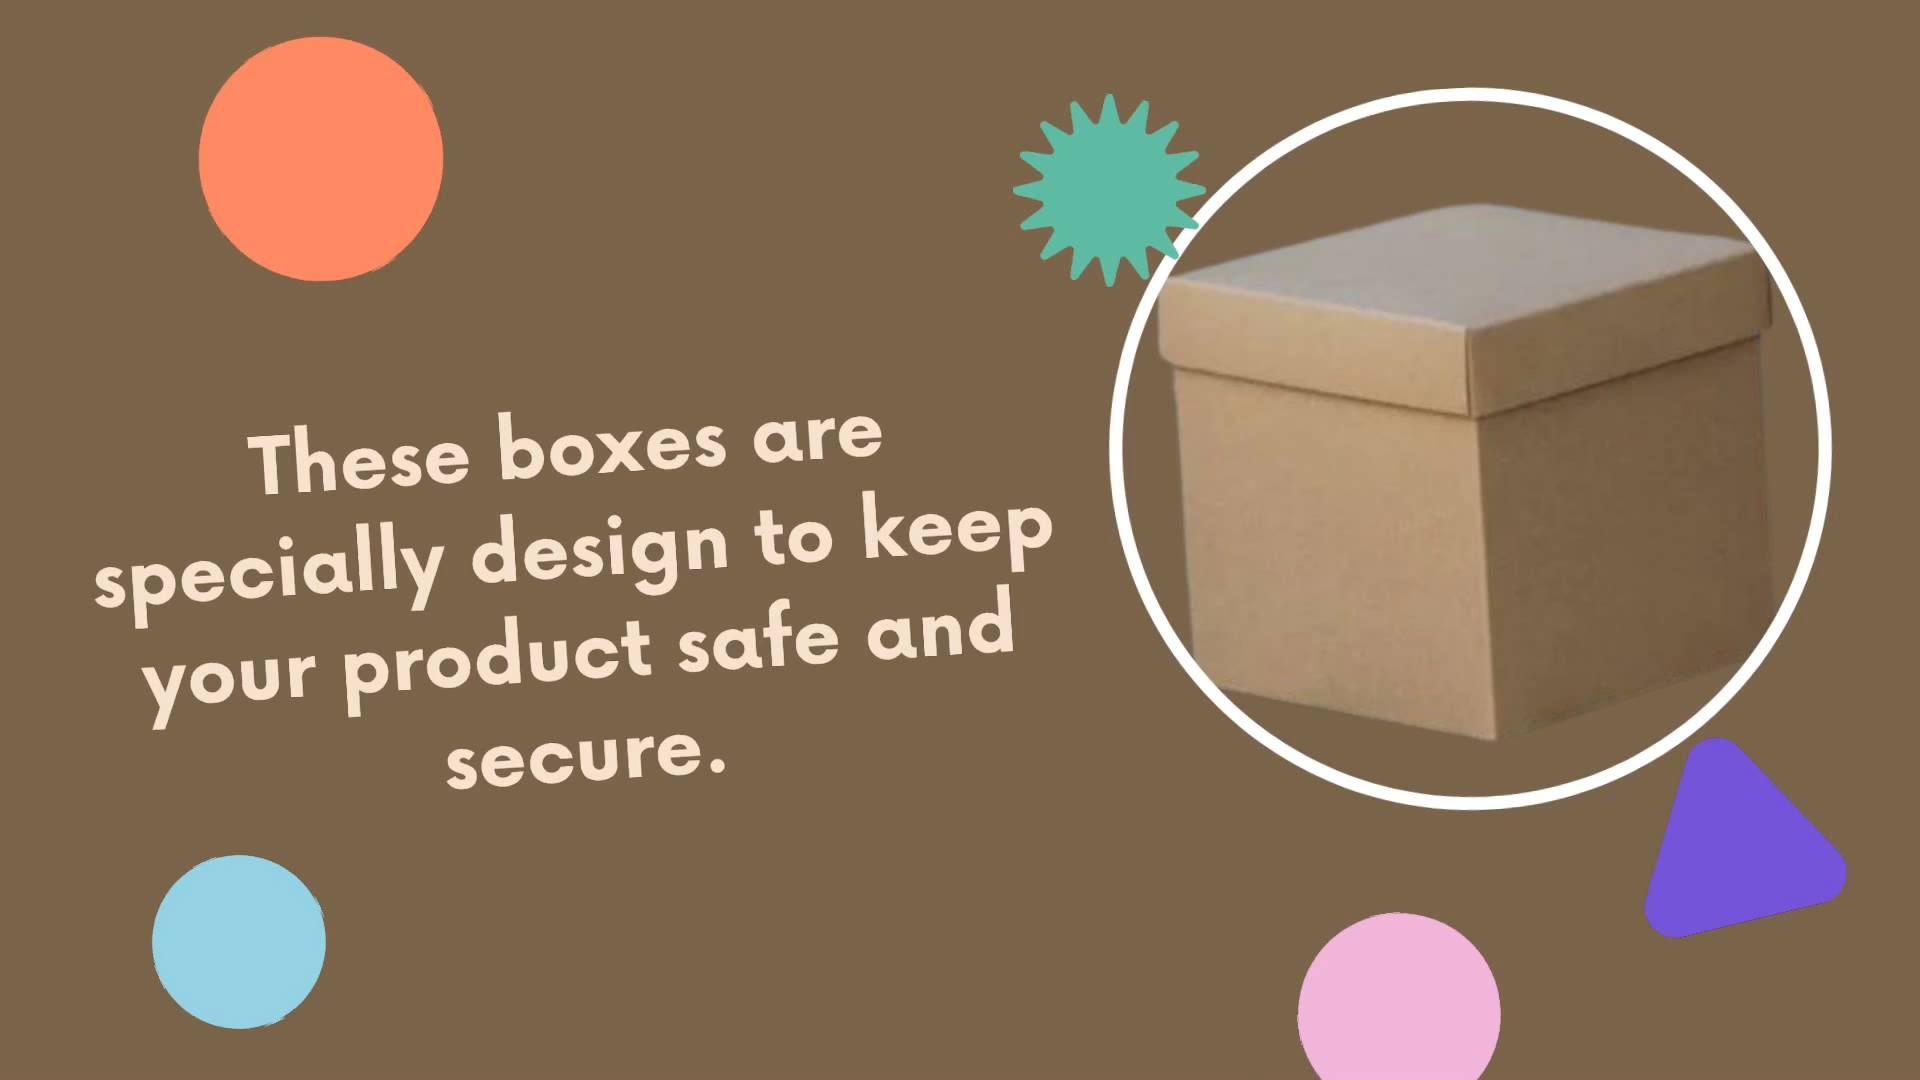 These boxes are
specially design to keep
your product safe and
secure.